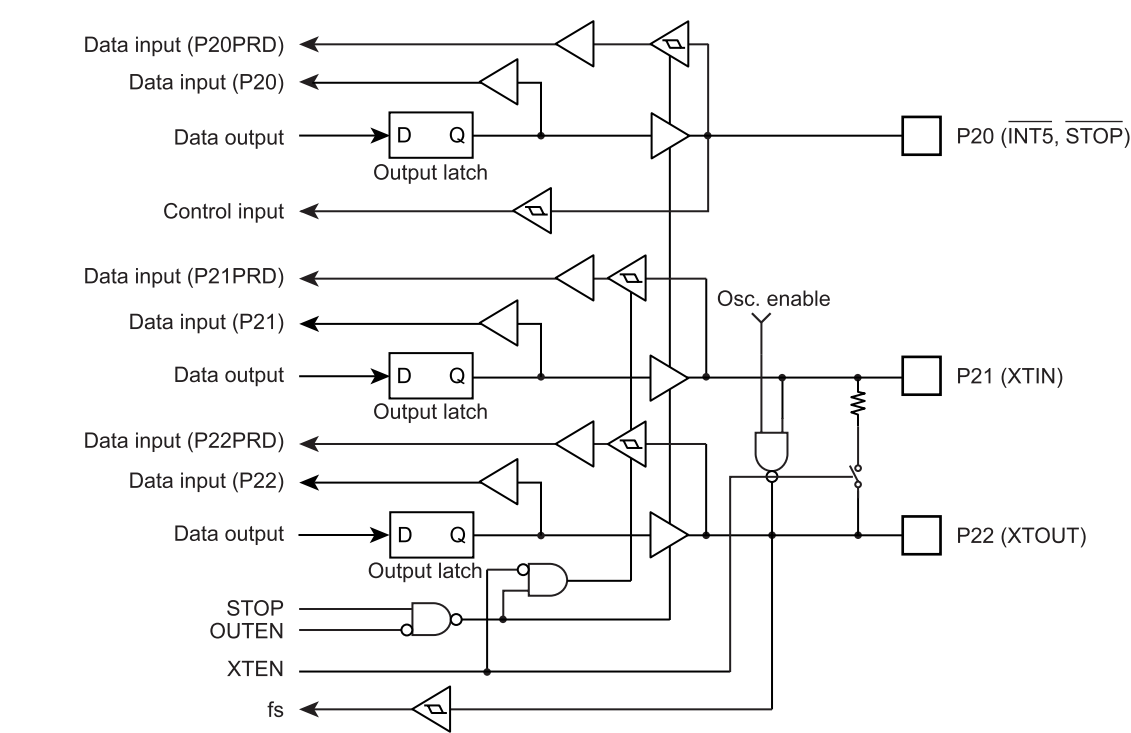 Data input (P20PRD)
Data input (P20)
Data output
D Q
P20 (INT5, STOP)
Output latch
Control input
Data input (P21PRD)
Osc. enable
Data input (P21)
Data output
D Q
P21 (XTIN)
Output latch
Data input (P22PRD)
Data input (P22)
Data output
D Q
P22 (XTOUT)
Output latch
STOP
OUTEN
XTEN
fs